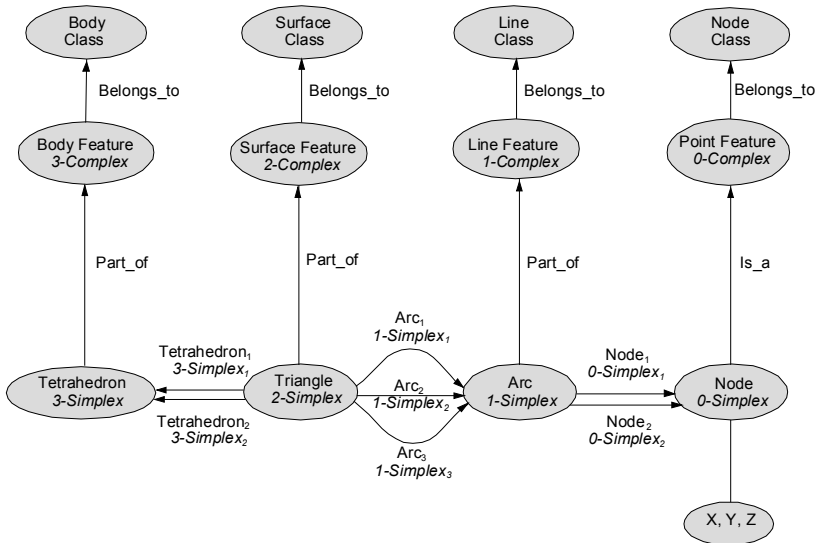 Body
Class
Surface
Class
Line
Class
Node
Class
Belongs_to
Belongs_to
Belongs_to
Belongs_to
Body Feature
3-Complex
Surface Feature
2-Complex
Line Feature
1-Complex
Point Feature
0-Complex
Part_of
Part_of
Part_of
Is_a
Tetrahedron₁
3-Simplex₁
Arc₁
1-Simplex₁
Node₁
0-Simplex₁
Tetrahedron
3-Simplex
Triangle
2-Simplex
Arc₂
1-Simplex₂
Arc
1-Simplex
Node
0-Simplex
Tetrahedron₂
3-Simplex₂
Arc₃
1-Simplex₃
Node₂
0-Simplex₂
X, Y, Z